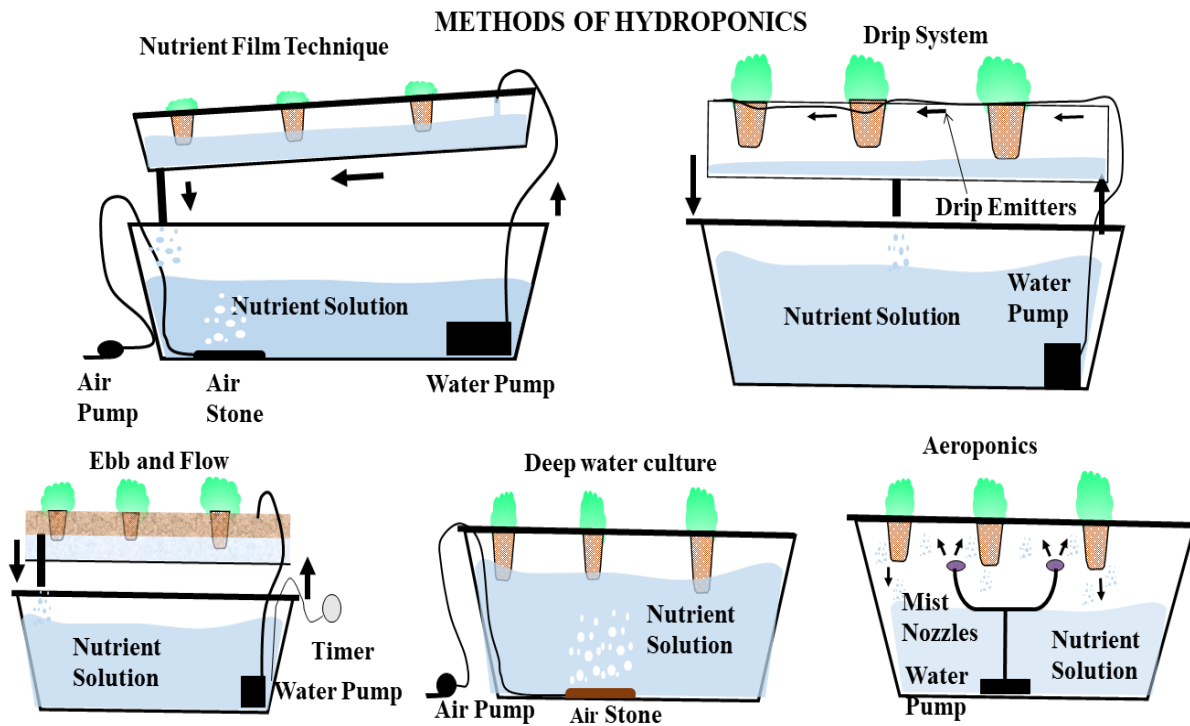 METHODS OF HYDROPONICS
Nutrient Film Technique
Nutrient Solution
Air
Pump
Air
Stone
Water Pump
Drip System
Drip Emitters
Nutrient Solution
Water
Pump
Ebb and Flow
Nutrient
Solution
Timer
Water Pump
Deep water culture
Nutrient
Solution
Air Pump
Air Stone
Aeroponics
Mist
Nozzles
Nutrient
Solution
Water
Pump